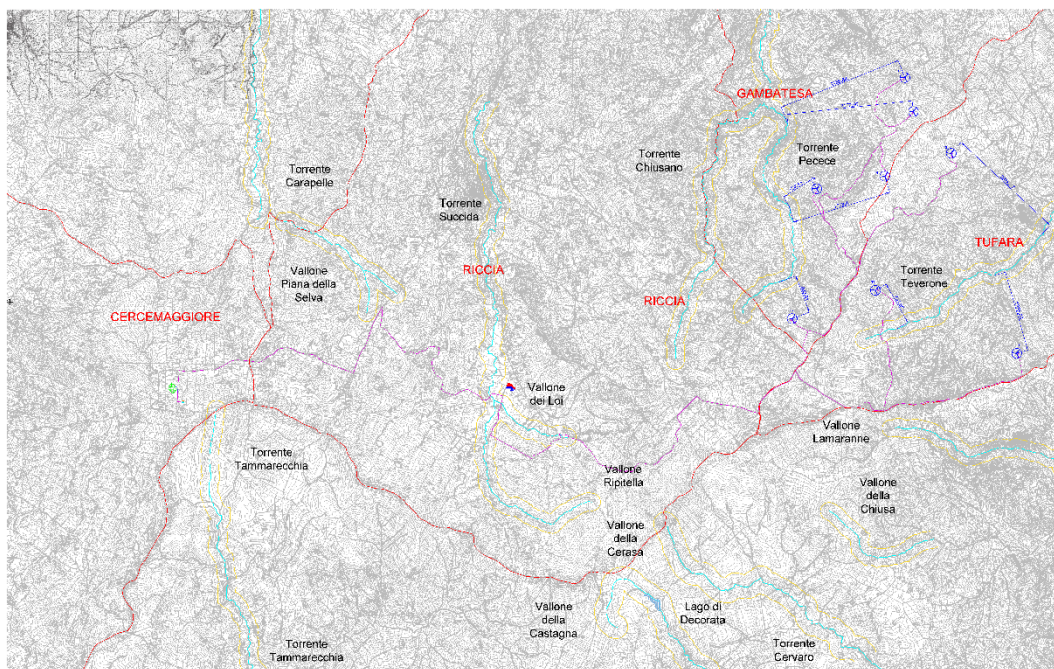 GAMBATESA
Torrente
Pecece
Torrente
Chiusano
Torrente
Carapelle
Torrente
Succida
TUFARA
RICCIA
Torrente
Teverone
Vallone
Piana della
Selva
RICCIA
CERCEMAGGIORE
Vallone
dei Loi
Vallone
Lamaranne
Torrente
Tammarecchia
Vallone
Ripitella
Vallone
della
Chiusa
Vallone
della
Cerasa
Vallone
della
Castagna
Lago di
Decorata
Torrente
Tammarecchia
Torrente
Cervaro